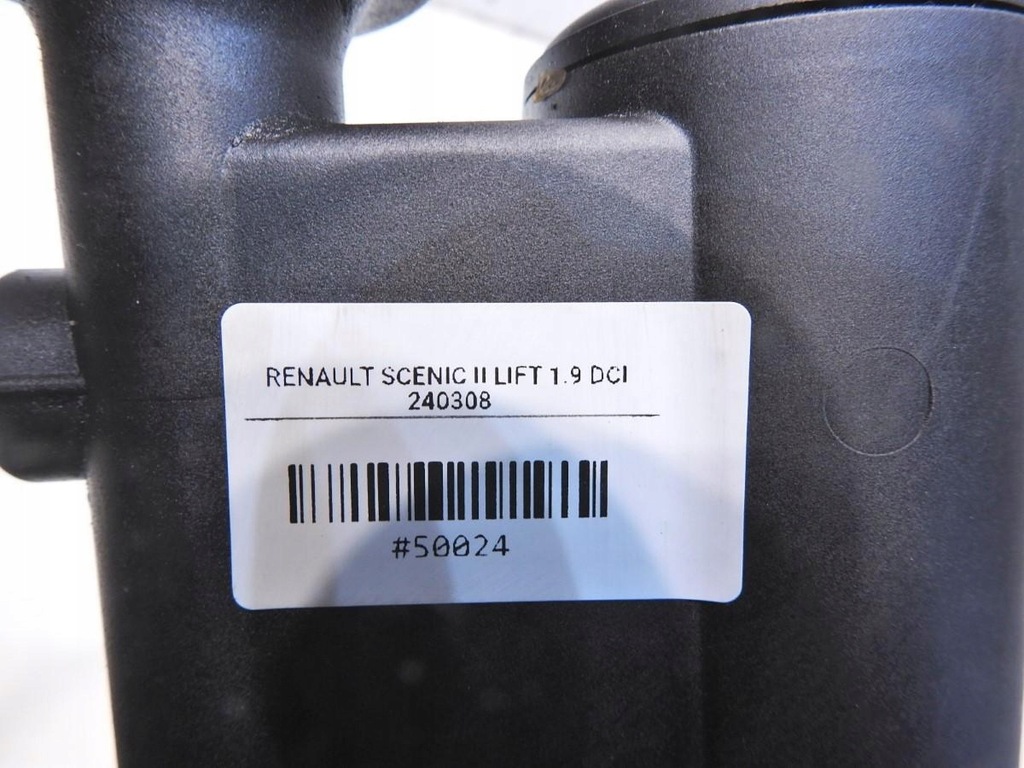 RENAULT SCENIC II LIFT 1.9 DCI
240308
#50024